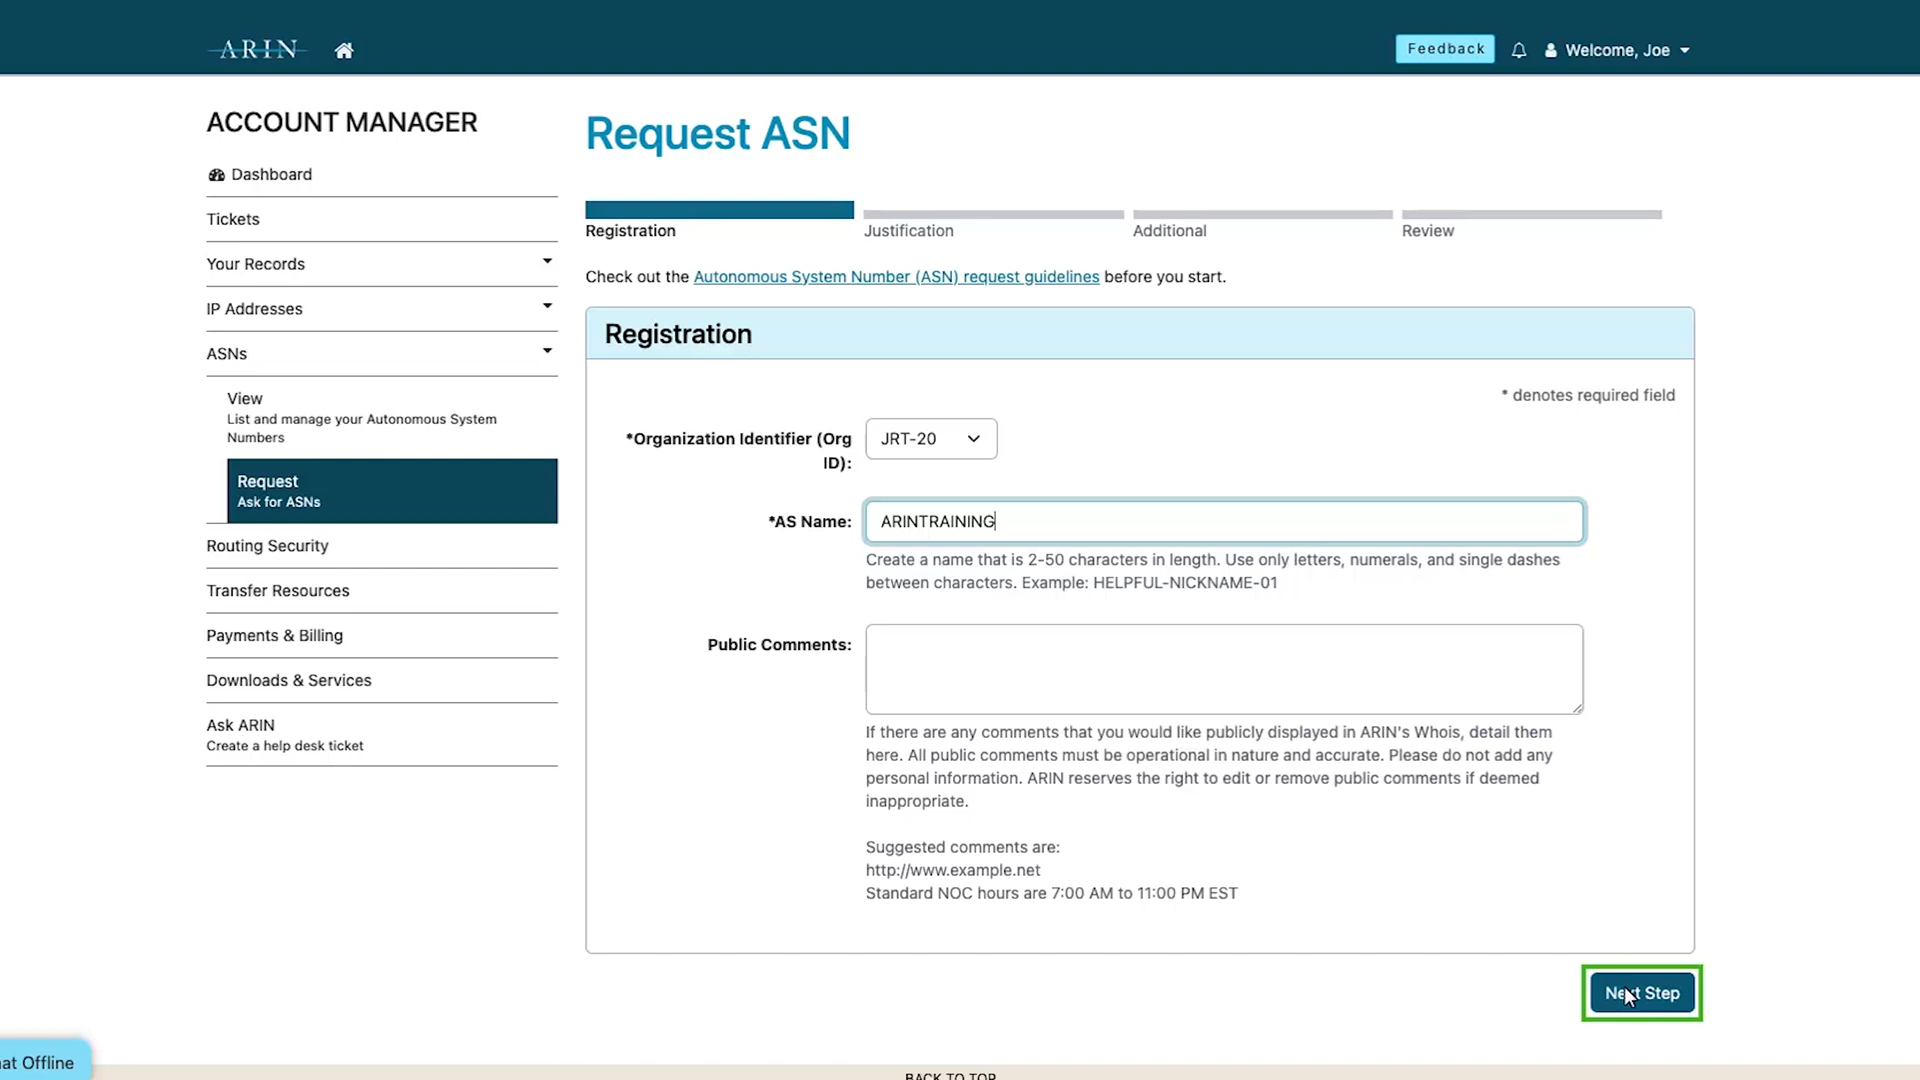 ARIN
Feedback
Welcome, Joe
ACCOUNT MANAGER
Dashboard
Tickets
Your Records
IP Addresses
ASNs
View
List and manage your Autonomous System
Numbers
Request
Ask for ASNs
Routing Security
Transfer Resources
Payments & Billing
Downloads & Services
Ask ARIN
Create a help desk ticket
Request ASN
Registration
Justification
Additional
Review
Check out the Autonomous System Number (ASN) request guidelines before you start.
Registration
* denotes required field
*Organization Identifier (Org
ID):
JRT-20
*AS Name:
ARINTRAINING
Create a name that is 2-50 characters in length. Use only letters, numerals, and single dashes
between characters. Example: HELPFUL-NICKNAME-01
Public Comments:
If there are any comments that you would like publicly displayed in ARIN's Whois, detail them
here. All public comments must be operational in nature and accurate. Please do not add any
personal information. ARIN reserves the right to edit or remove public comments if deemed
inappropriate.
Suggested comments are:
http://www.example.net
Standard NOC hours are 7:00 AM to 11:00 PM EST
Next Step
at Offline
BACK TO TOP